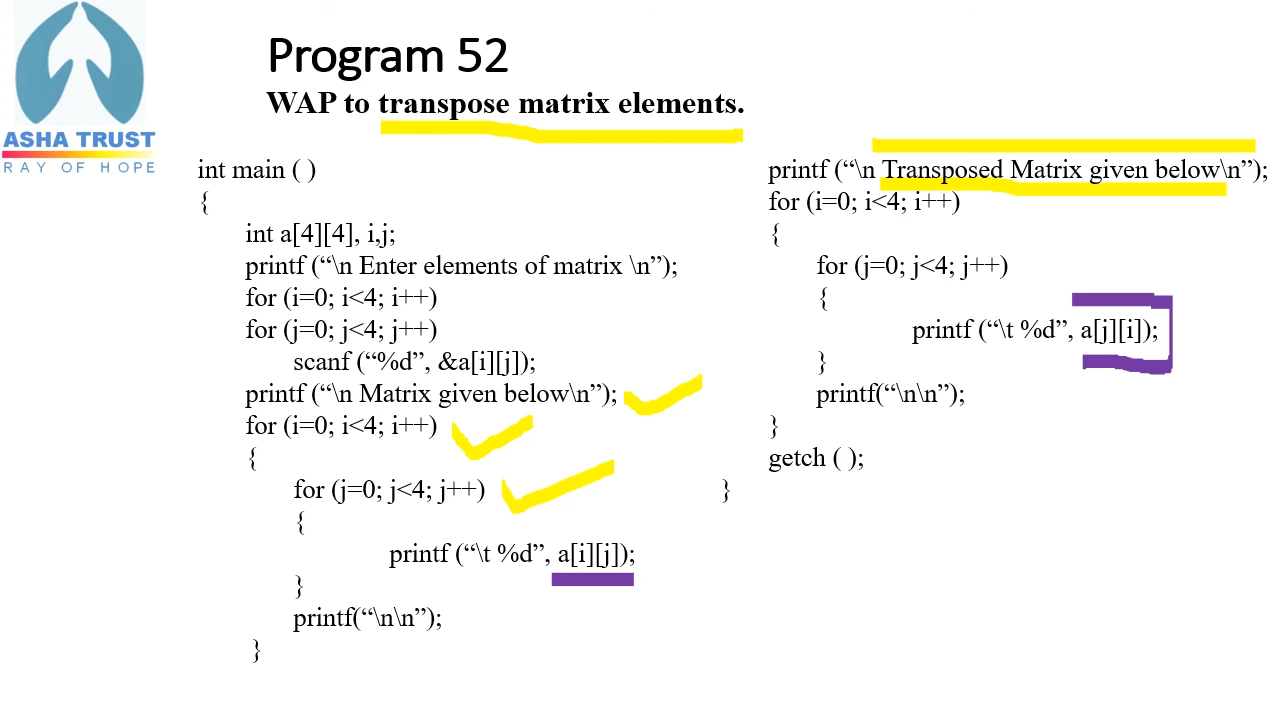 ASHA TRUST
RAY OF HOPE
Program 52
WAP to transpose matrix elements.
int main ( )
{
int a[4][4], i,j;
printf (“\n Enter elements of matrix \n”);
for (i=0; i<4; i++)
for (j=0; j<4; j++)
scanf (“%d”, &a[i][j]);
printf (“\n Matrix given below\n”);
for (i=0; i<4; i++)
{
for (j=0; j<4; j++)
{
printf (“\t %d”, a[i][j]);
}
printf(“\n\n”);
}
printf (“\n Transposed Matrix given below\n”);
for (i=0; i<4; i++)
{
for (j=0; j<4; j++)
{
printf (“\t %d”, a[j][i]);
}
printf(“\n\n”);
}
getch ( );
}